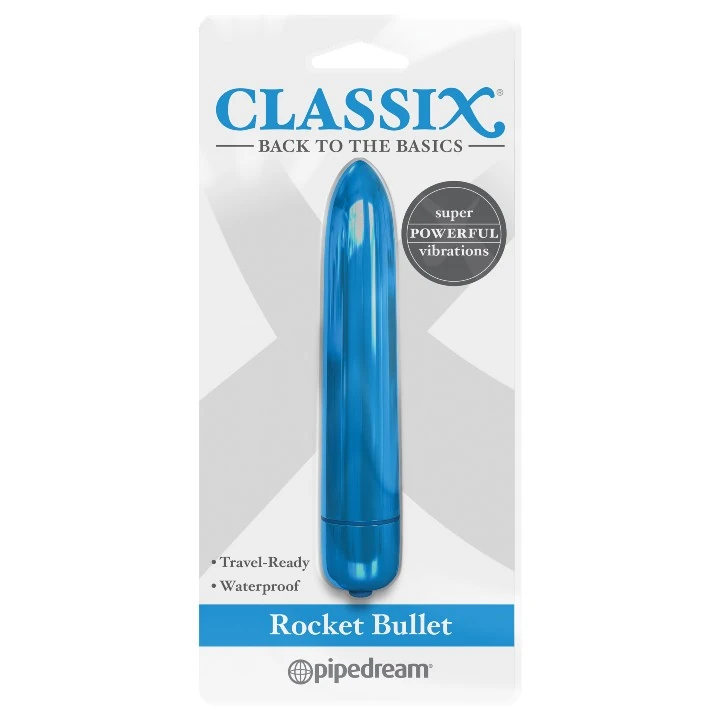 CLASSIX®
BACK TO THE BASICS
super
POWERFUL
vibrations
• Travel-Ready
• Waterproof
Rocket Bullet
pipedream®